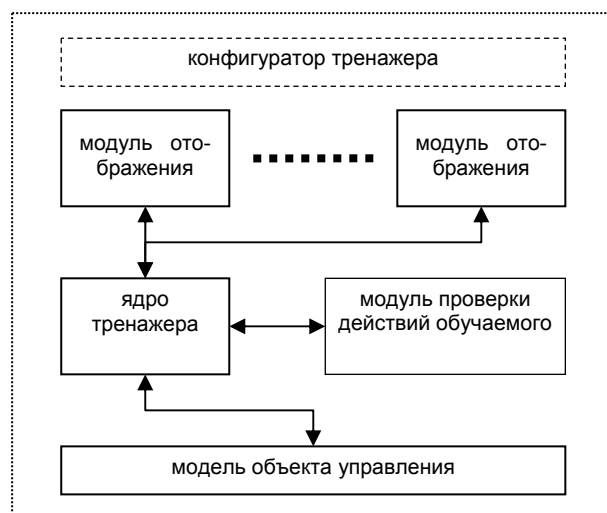 конфигуратор тренажера
модуль ото-
бражения
модуль ото-
бражения
ядро
тренажера
модуль проверки
действий обучаемого
модель объекта управления